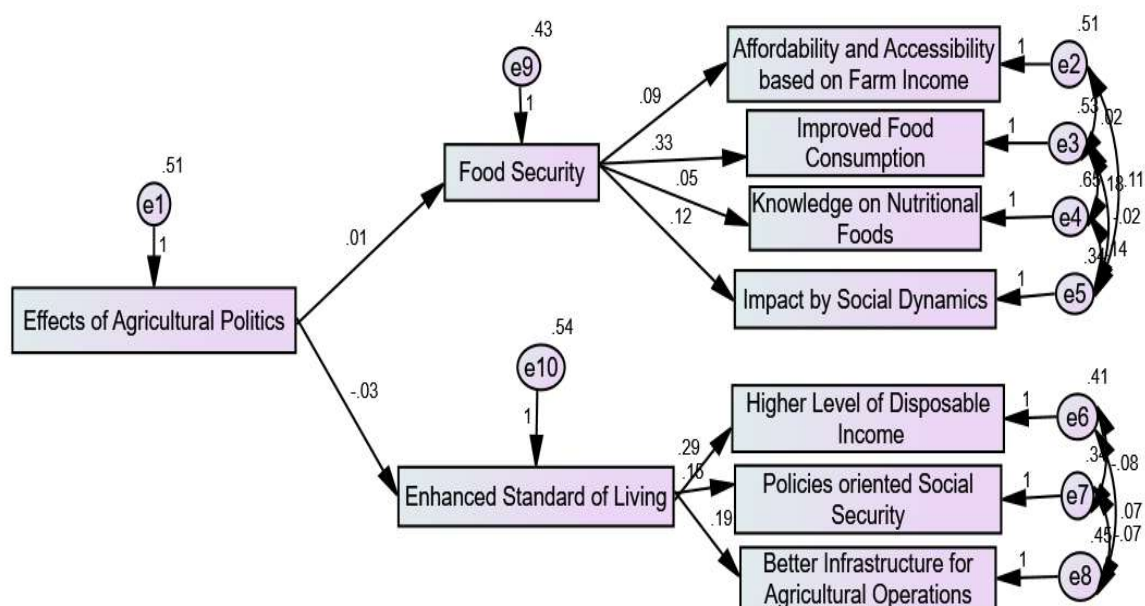 .51
.43
Affordability and Accessibility
based on Farm Income
1
e2
e9
1
.09
.53
.02
Improved Food
Consumption
1
e3
.33
Food Security
.51
.05
.65
.18
.11
e1
Knowledge on Nutritional
Foods
1
e4
-.02
.12
1
.01
.34
.14
Impact by Social Dynamics
1
e5
Effects of Agricultural Politics
.54
e10
-.03
.41
Higher Level of Disposable
Income
1
e6
1
.29
.34
-.08
.15
Enhanced Standard of Living
Policies oriented Social
Security
1
e7
.07
.19
.45
-.07
Better Infrastructure for
Agricultural Operations
1
e8